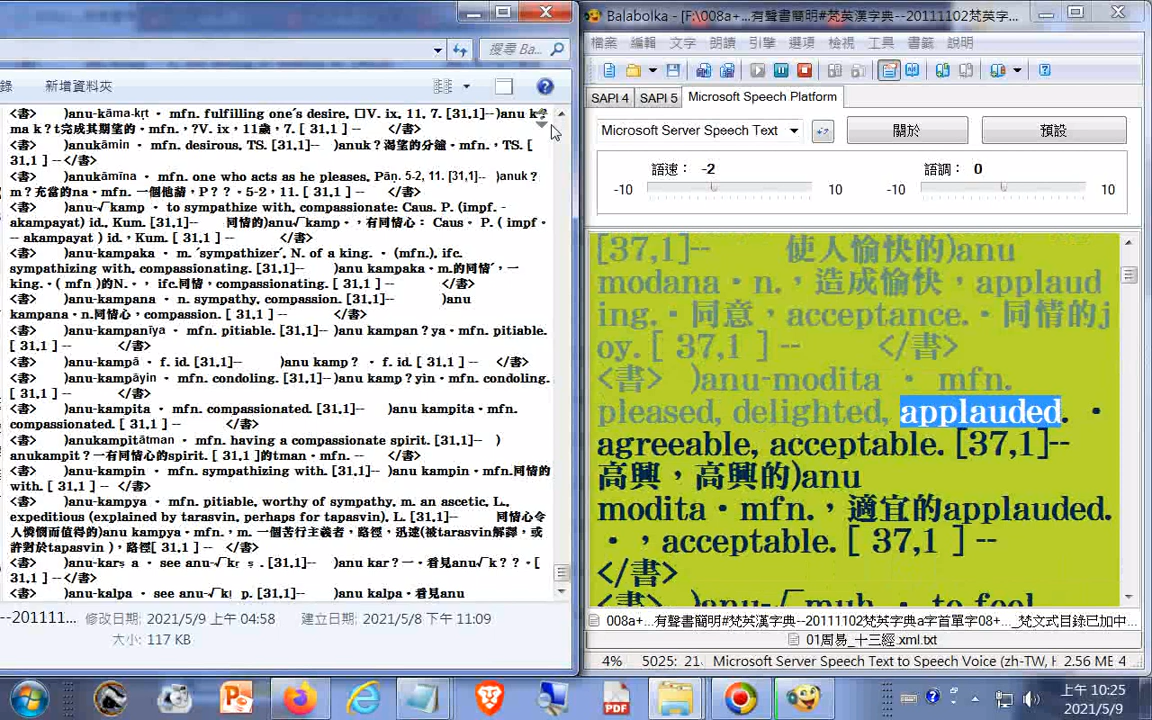 搜尋 Ba...
錄 新增資料夾
<書> )anu-kāma-kṛt • mfn. fulfilling one's desire, □V. ix, 11, 7. [31,1]-- )anu k?
ma k?t完成其期望的•mfn.,?V. ix,11歲,7. [ 31.1 ] </書>
<書> )anukāmin • mfn. desirous, TS. [31,1]-- )anuk?渴望的分鐘•mfn.,TS. [
31.1 ] </書>
<書> )anukāmīna • mfn. one who acts as he pleases, Pāṇ. 5-2, 11. [31,1]-- )anuk?
m?充當的na•mfn. 一個他請,P??•5-2,11. [ 31.1 ] </書>
<書> )anu-√kamp • to sympathize with, compassionate: Caus. P. (impf. -
akampayat) id., Kum. [31,1]-- 同情的)anu√kamp•,有同情心: Caus• P. ( impf•
-- akampayat ) id.,Kum. [ 31.1 ] </書>
<書> )anu-kampaka • m. ´sympathizer´, N. of a king. • (mfn.), ifc.
sympathizing with, compassionating. [31,1]-- )anu kampaka•m.的同情´,一
king.•( mfn )的N.•, ifc.同情,compassionating. [ 31.1 ] </書>
<書> )anu-kampana • n. sympathy, compassion. [31,1]-- )anu
kampana•n.同情心,compassion. [ 31.1 ] </書>
<書> )anu-kampanīya • mfn. pitiable. [31,1]-- )anu kampan?ya•mfn. pitiable.
[ 31.1 ] -- </書>
<書> )anu-kampā • f. id. [31,1]-- )anu kamp? • f. id. [ 31.1 ] -- </書>
<書> )anu-kampāyin • mfn. condoling. [31,1]-- )anu kamp?yin•mfn. condoling.
[ 31.1 ] -- </書>
<書> )anu-kampita • mfn. compassionated. [31,1]-- )anu kampita•mfn.
compassionated. [ 31.1 ] -- </書>
<書> )anukampitātman • mfn. having a compassionate spirit. [31,1]-- )
anukampit?一有同情心的spirit. [ 31.1 ]的tman•mfn. -- </書>
<書> )anu-kampin • mfn. sympathizing with. [31,1]-- )anu kampin•mfn.同情的
with. [ 31.1 ] -- </書>
<書> )anu-kampya • mfn. pitiable, worthy of sympathy, m. an ascetic, L.,
expeditious (explained by tarasvin, perhaps for tapasvin), L. [31,1]-- 同情心令
人憐憫而值得的)anu kampya•mfn.,m. 一個苦行主義者,路徑,迅速(被tarasvin解譯,或
許對於tapasvin ),路徑[ 31.1 ] -- </書>
<書> )anu-karṣ a • see anu-√kṛ ṣ . [31,1]-- )anu kar?一•看見anu√k??•[
31.1 ] --</書>
<書> )anu-kalpa • see anu-√kḷ p. [31,1]-- )anu kalpa•看見anu
--201111... 修改日期: 2021/5/9 上午 04:58 建立日期: 2021/5/8 下午 11:09
大小: 117 KB
Balabolka - [F:\008a+...有聲書簡明#梵英漢字典--20111102梵英字...
檔案 編輯 文字 朗讀 引擎 選項 檢視 工具 書籤 說明
SAPI 4 SAPI 5 Microsoft Speech Platform
Microsoft Server Speech Text 關於 預設
語速: -2 語調: 0
-10 10 -10 10
[37,1]-- 使人愉快的)anu
modana•n.,造成愉快,applaud
ing.•同意,acceptance.•同情的j
oy. [ 37,1 ] -- </書>
<書> )anu-modita • mfn.
pleased, delighted, applauded. •
agreeable, acceptable. [37,1]--
高興,高興的)anu
modita•mfn.,適宜的applauded.
•,acceptable. [ 37,1 ] --
</書>
<書> )anu-√muh • to feel
008a+...有聲書簡明#梵英漢字典--20111102梵英字典a字首單字08+..._梵文式目錄已加中...
01周易_十三經.xml.txt
4% 5025: 21 Microsoft Server Speech Text to Speech Voice (zh-TW, H 2.56 ME 4
上午 10:25
2021/5/9